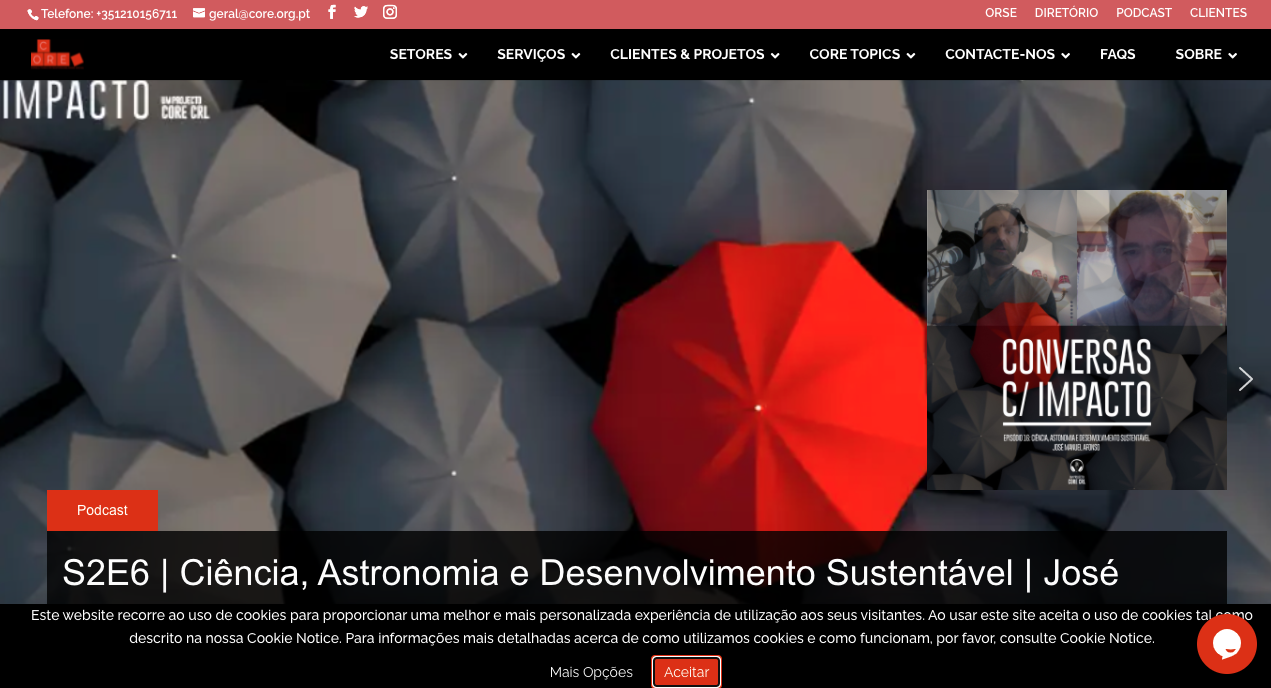 Telefone: +351210156711 geral@core.org.pt ORSE DIRETÓRIO PODCAST CLIENTES
C
ORE
SETORES SERVIÇOS CLIENTES & PROJETOS CORE TOPICS CONTACTE-NOS FAQS SOBRE
IMPACTO UM PROJECTO
CORE CRL
CONVERSAS
C/ IMPACTO
EPISÓDIO 16: CIÊNCIA, ASTONOMIA E DESENVOLVIMENTO SUSTENTÁVEL
JOSÉ MANUEL AFONSO
CORE CRL
Podcast
S2E6 | Ciência, Astronomia e Desenvolvimento Sustentável | José
Este website recorre ao uso de cookies para proporcionar uma melhor e mais personalizada experiência de utilização aos seus visitantes. Ao usar este site aceita o uso de cookies tal como
descrito na nossa Cookie Notice. Para informações mais detalhadas acerca de como utilizamos cookies e como funcionam, por favor, consulte Cookie Notice.
Mais Opções Aceitar